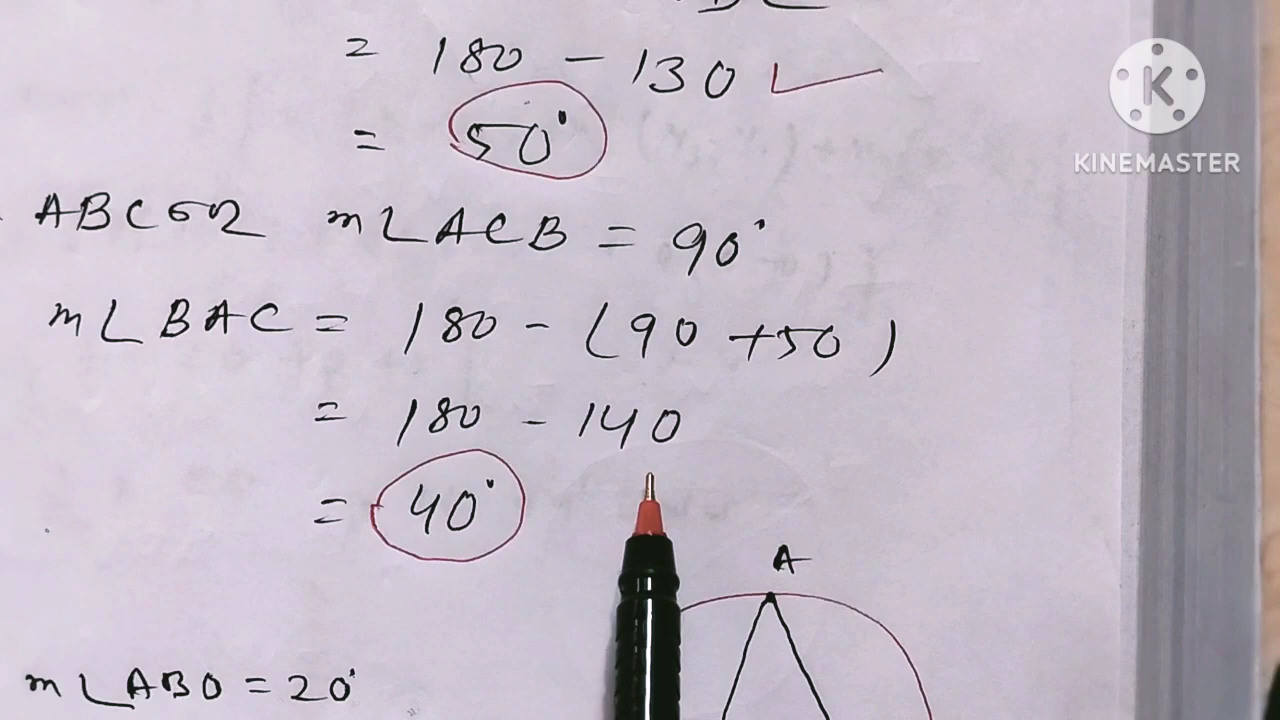 = 180 - 130
= 50°
ABC ਦਾ m∠ACB = 90°
m∠BAC = 180 - (90 + 50)
= 180 - 140
= 40°
A
m∠ABO = 20°
K
KINEMASTER